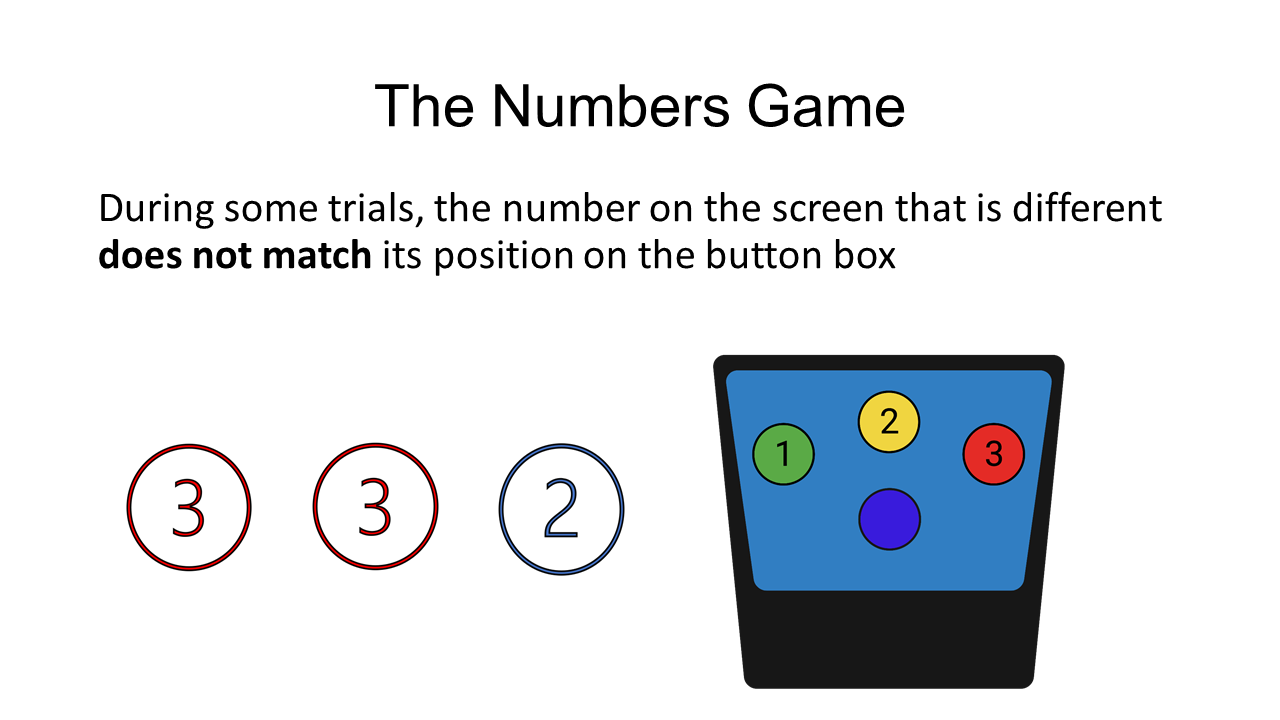 The Numbers Game
During some trials, the number on the screen that is different
does not match its position on the button box
3 3 2
2
1 3